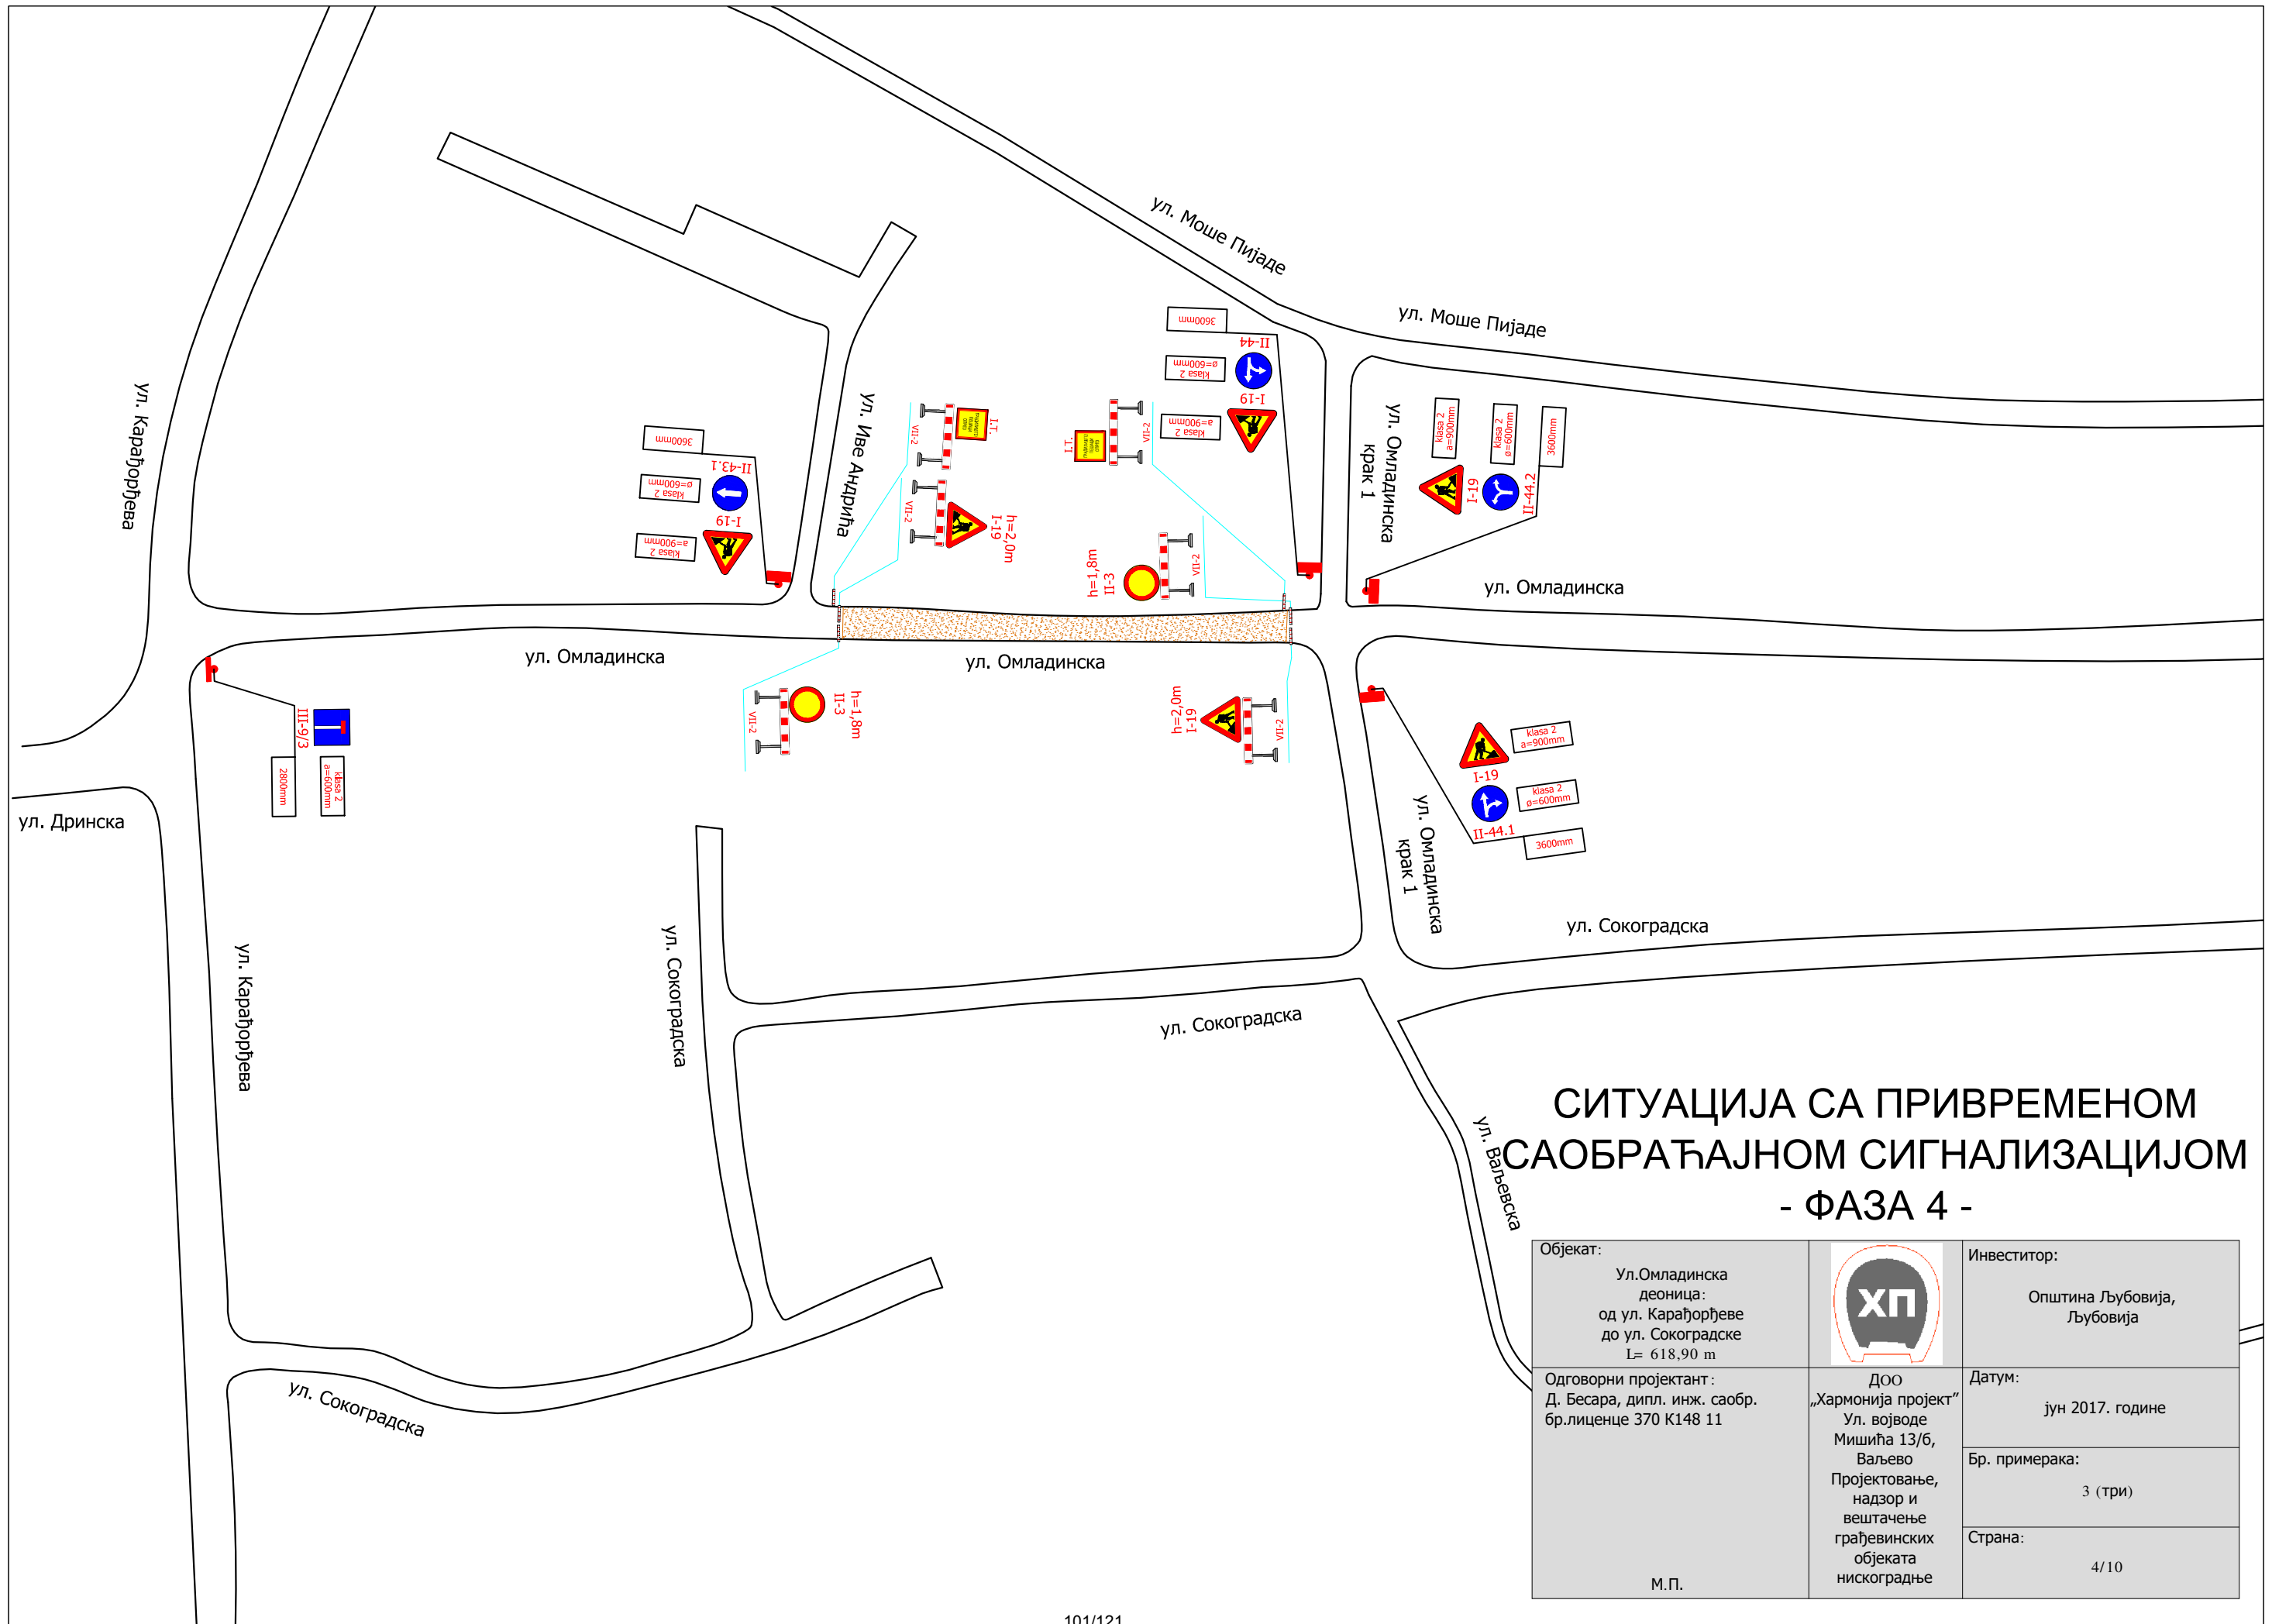 ул. Моше Пијаде
ул. Моше Пијаде
ул. Карађорђева
ул. Иве Андрића
3600mm
II-43.1
klasa 2
ø=600mm
I-19
klasa 2
a=900mm
3600mm
II-44
klasa 2
ø=600mm
I-19
klasa 2
a=900mm
I.T.
VII-2
VII-2
h=2,0m
I-19
I.T.
VII-2
VII-2
h=1,8m
II-3
ул. Омладинска
крак 1
klasa 2
a=900mm
I-19
klasa 2
ø=600mm
II-44.2
3600mm
ул. Омладинска
ул. Омладинска
ул. Омладинска
III-9/3
2800mm
klasa 2
a=600mm
VII-2
h=1,8m
II-3
h=2,0m
I-19
VII-2
klasa 2
a=900mm
I-19
klasa 2
ø=600mm
II-44.1
3600mm
ул. Омладинска
крак 1
ул. Дринска
ул. Карађорђева
ул. Сокоградска
ул. Сокоградска
ул. Сокоградска
ул. Сокоградска
ул. Ваљевска
СИТУАЦИЈА СА ПРИВРЕМЕНОМ
САОБРАЋАЈНОМ СИГНАЛИЗАЦИЈОМ
- ФАЗА 4 -
Објекат:
Ул.Омладинска
деоница:
од ул. Карађорђеве
до ул. Сокоградске
L= 618,90 m
ХП
Инвеститор:
Општина Љубовија,
Љубовија
Одговорни пројектант:
Д. Бесара, дипл. инж. саобр.
бр.лиценце 370 К148 11
М.П.
ДОО
„Хармонија пројект”
Ул. војводе
Мишића 13/б,
Ваљево
Пројектовање,
надзор и
вештачење
грађевинских
објеката
нискоградње
Датум:
јун 2017. године
Бр. примерака:
3 (три)
Страна:
4/10
101/121